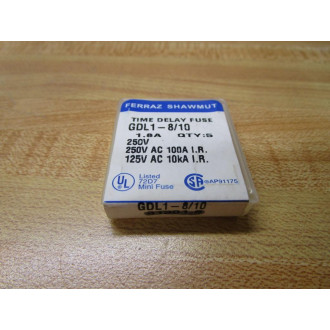 FERRAZ SHAWMUT
TIME DELAY FUSE
GDL1-8/10
1.8A QTY:5
250V
250V AC 100A I.R.
125V AC 10kA I.R.
UL
Listed
72D7
Mini Fuse
GDL1-8/10